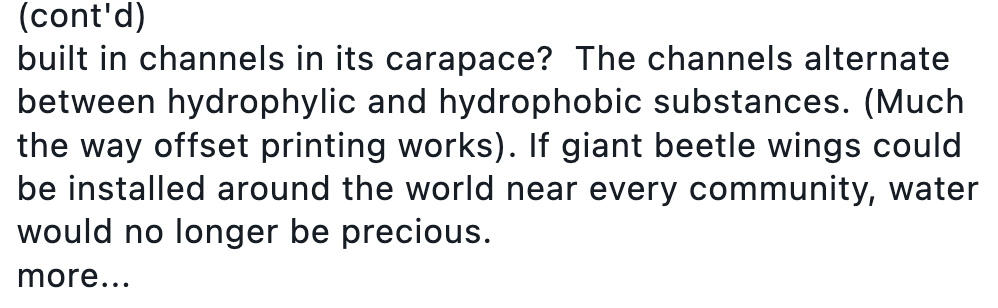 (cont'd)
built in channels in its carapace?  The channels alternate
between hydrophylic and hydrophobic substances. (Much
the way offset printing works). If giant beetle wings could
be installed around the world near every community, water
would no longer be precious.
more...